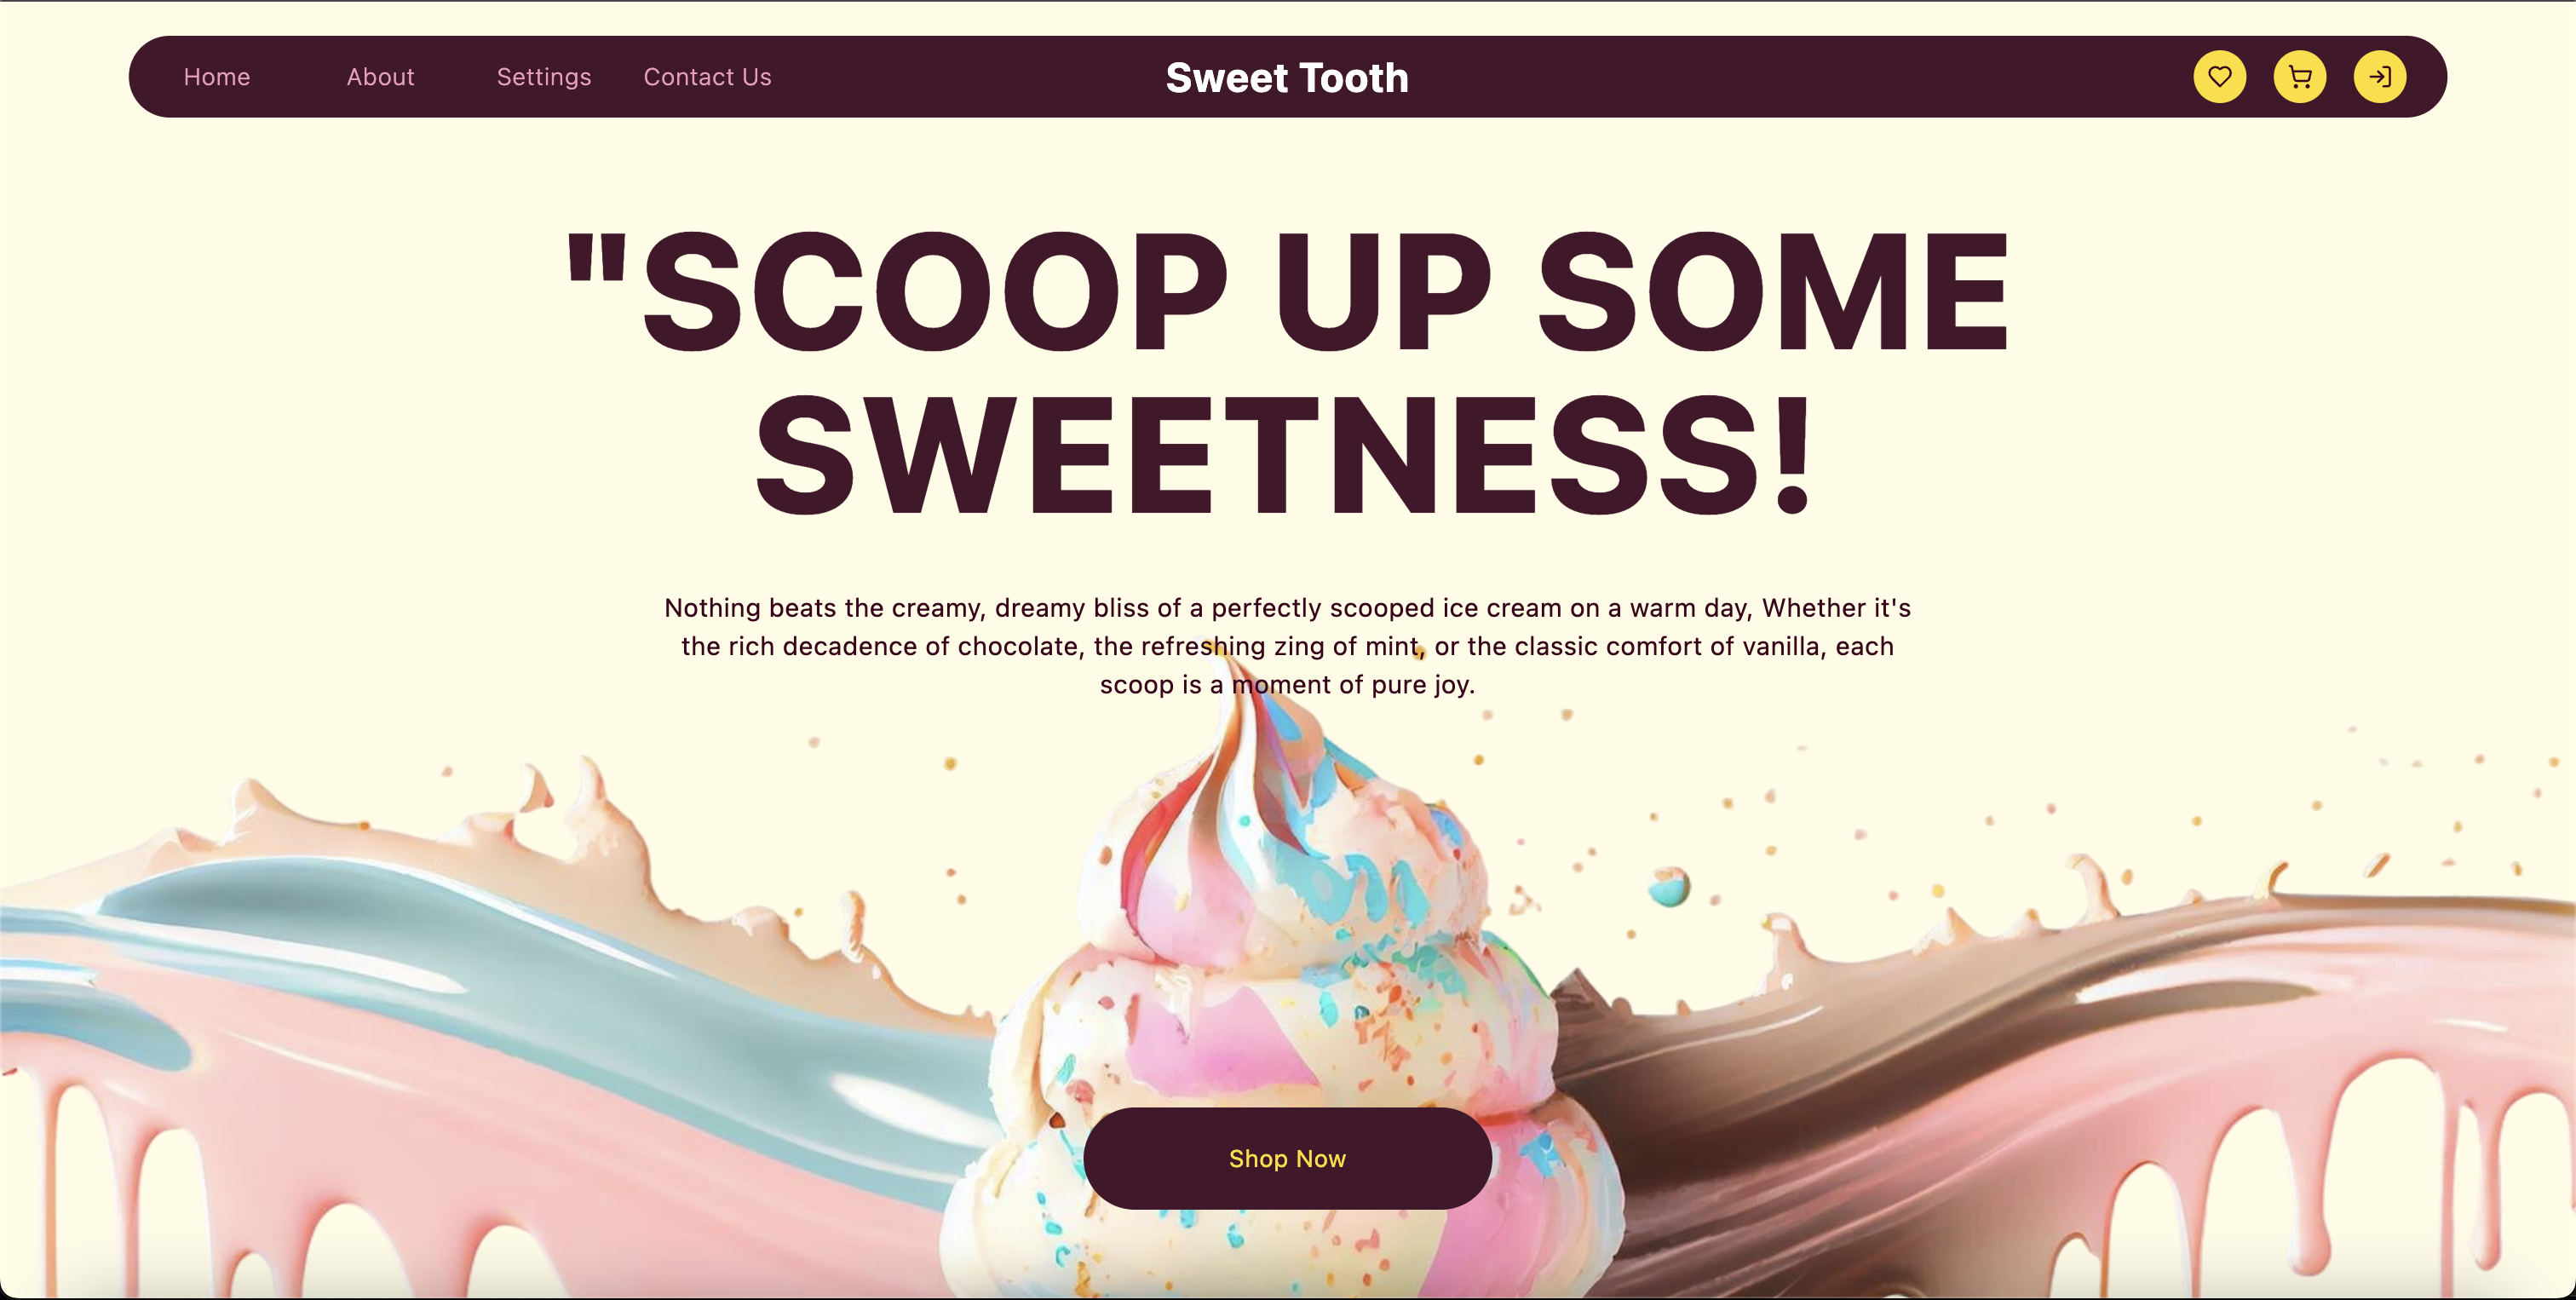 Home About Settings Contact Us Sweet Tooth
"SCOOP UP SOME
SWEETNESS!
Nothing beats the creamy, dreamy bliss of a perfectly scooped ice cream on a warm day, Whether it's
the rich decadence of chocolate, the refreshing zing of mint, or the classic comfort of vanilla, each
scoop is a moment of pure joy.
Shop Now